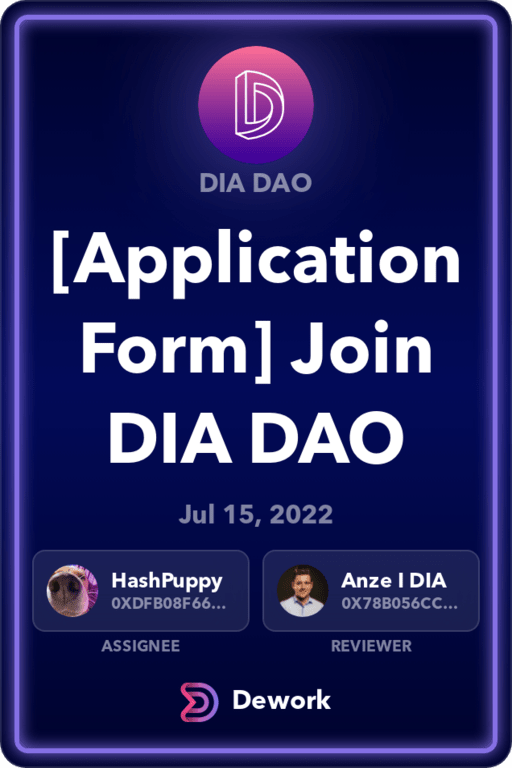 DIA DAO
[Application
Form] Join
DIA DAO
Jul 15, 2022
HashPuppy
0XDFB08F66...
ASSIGNEE
Anze I DIA
0X78B056CC...
REVIEWER
Dework